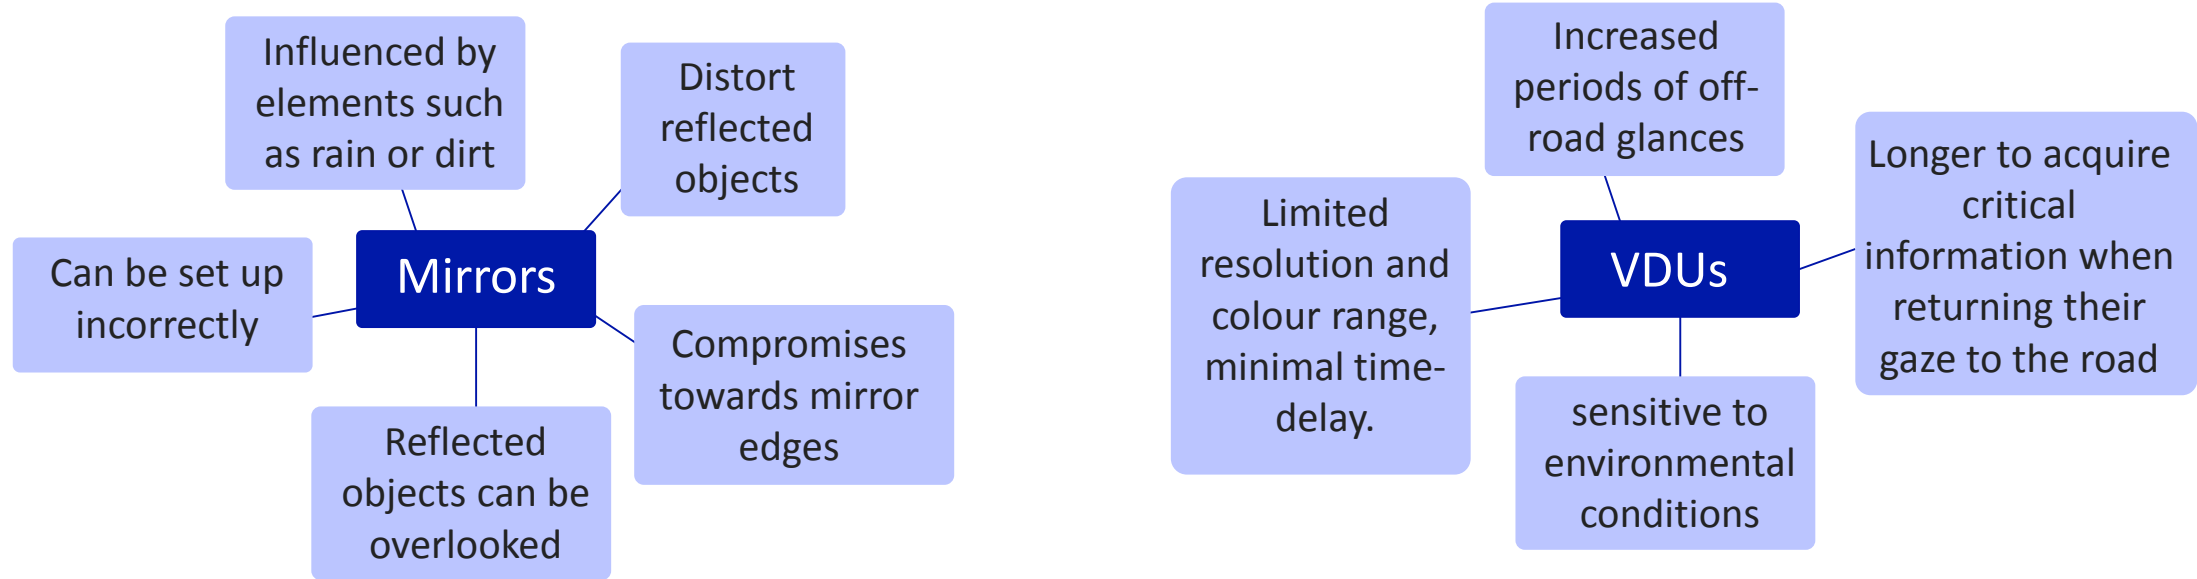 Influenced by
elements such
as rain or dirt
Distort
reflected
objects
Can be set up
incorrectly
Mirrors
Compromises
towards mirror
edges
Reflected
objects can be
overlooked
Increased
periods of off-
road glances
Longer to acquire
critical
information when
returning their
gaze to the road
Limited
resolution and
colour range,
minimal time-
delay.
VDUs
sensitive to
environmental
conditions